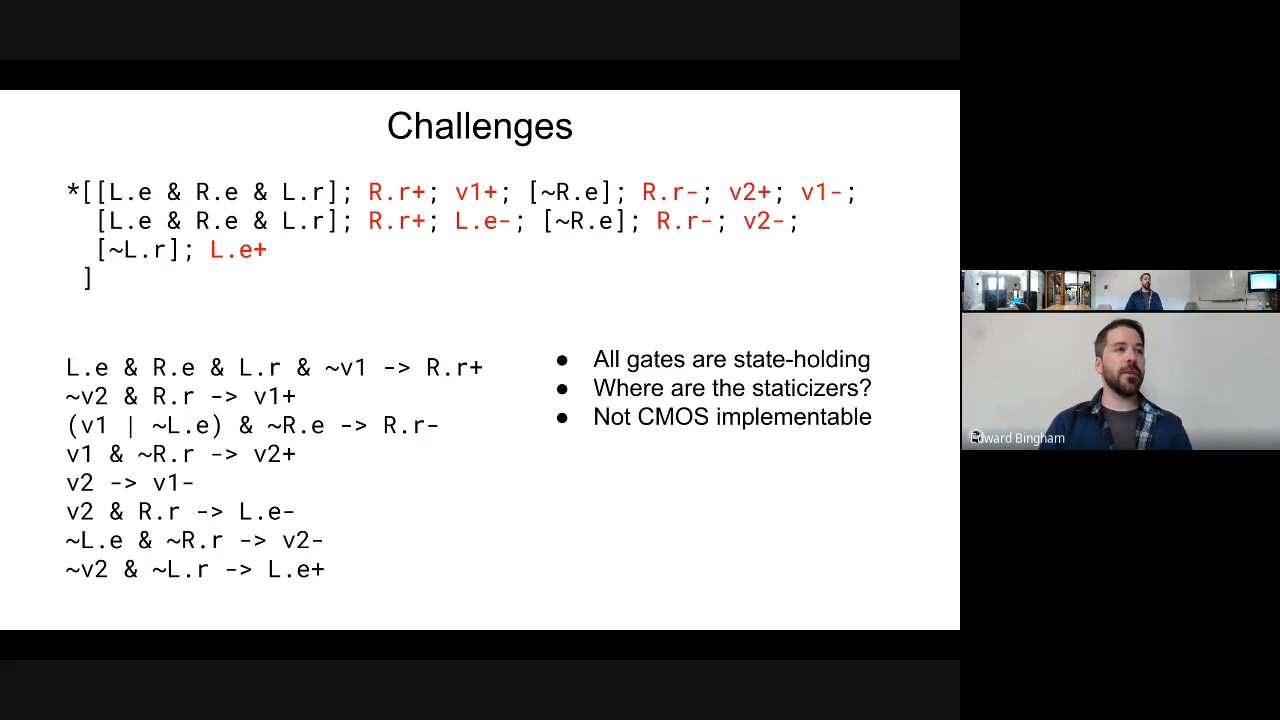 Challenges
*[[L.e & R.e & L.r]; R.r+; v1+; [~R.e]; R.r-; v2+; v1-;
[L.e & R.e & L.r]; R.r+; L.e-; [~R.e]; R.r-; v2-;
[~L.r]; L.e+
]
L.e & R.e & L.r & ~v1 -> R.r+
~v2 & R.r -> v1+
(v1 | ~L.e) & ~R.e -> R.r-
v1 & ~R.r -> v2+
v2 -> v1-
v2 & R.r -> L.e-
~L.e & ~R.r -> v2-
~v2 & ~L.r -> L.e+
● All gates are state-holding
● Where are the staticizers?
● Not CMOS implementable
Edward Bingham